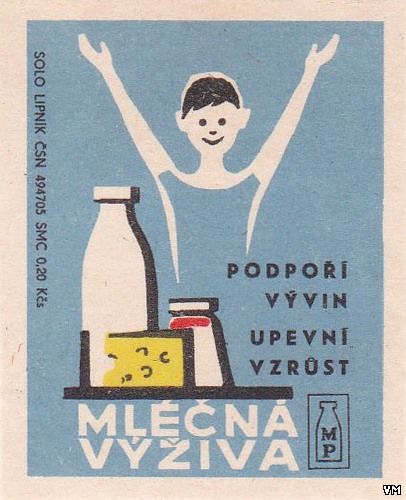 SOLO LIPNÍK ČSN 494705 SMC 0,20 Kčs
PODPOŘÍ
VÝVIN
UPEVNÍ
VZRŮST
MLÉČNÁ
VÝŽIVA
MP
VM